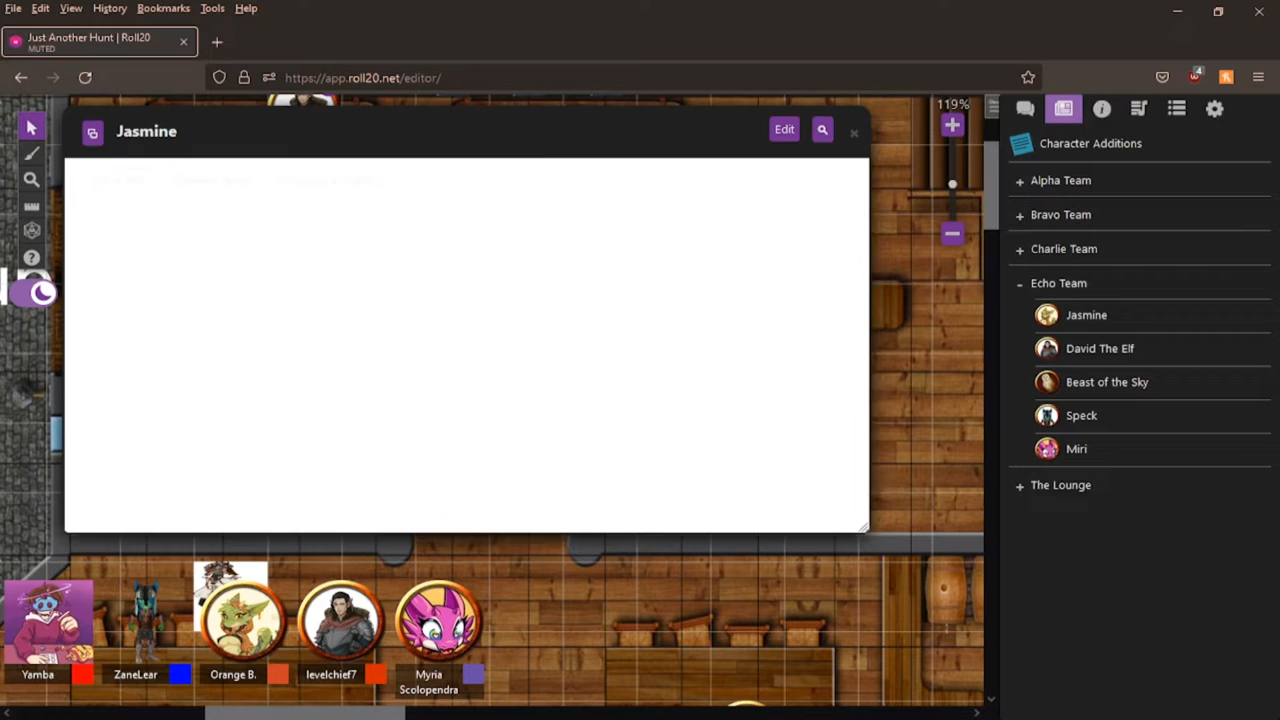 File Edit View History Bookmarks Tools Help
Just Another Hunt | Roll20
MUTED
https://app.roll20.net/editor/
4
119%
Jasmine
Edit
Character Additions
Alpha Team
Bravo Team
Charlie Team
Echo Team
Jasmine
David The Elf
Beast of the Sky
Speck
Miri
The Lounge
Yamba
ZaneLear
Orange B.
levelchief7
Myria
Scolopendra